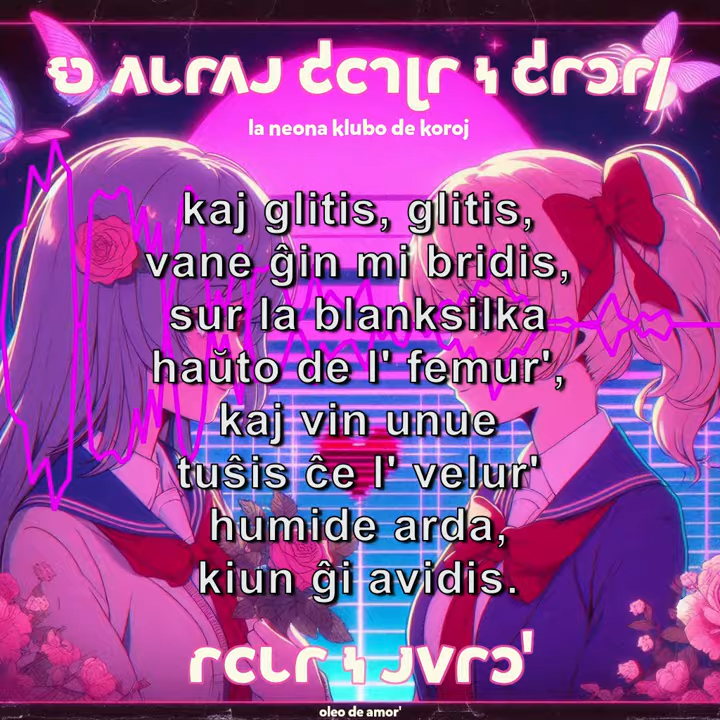 la neona klubo de koroj
kaj glitis, glitis,
vane ĝin mi bridis,
sur la blanksilka
haŭto de l' femur',
kaj vin unue
tuŝis ĉe l' velur'
humide arda,
kiun ĝi avidis.
oleo de amor'